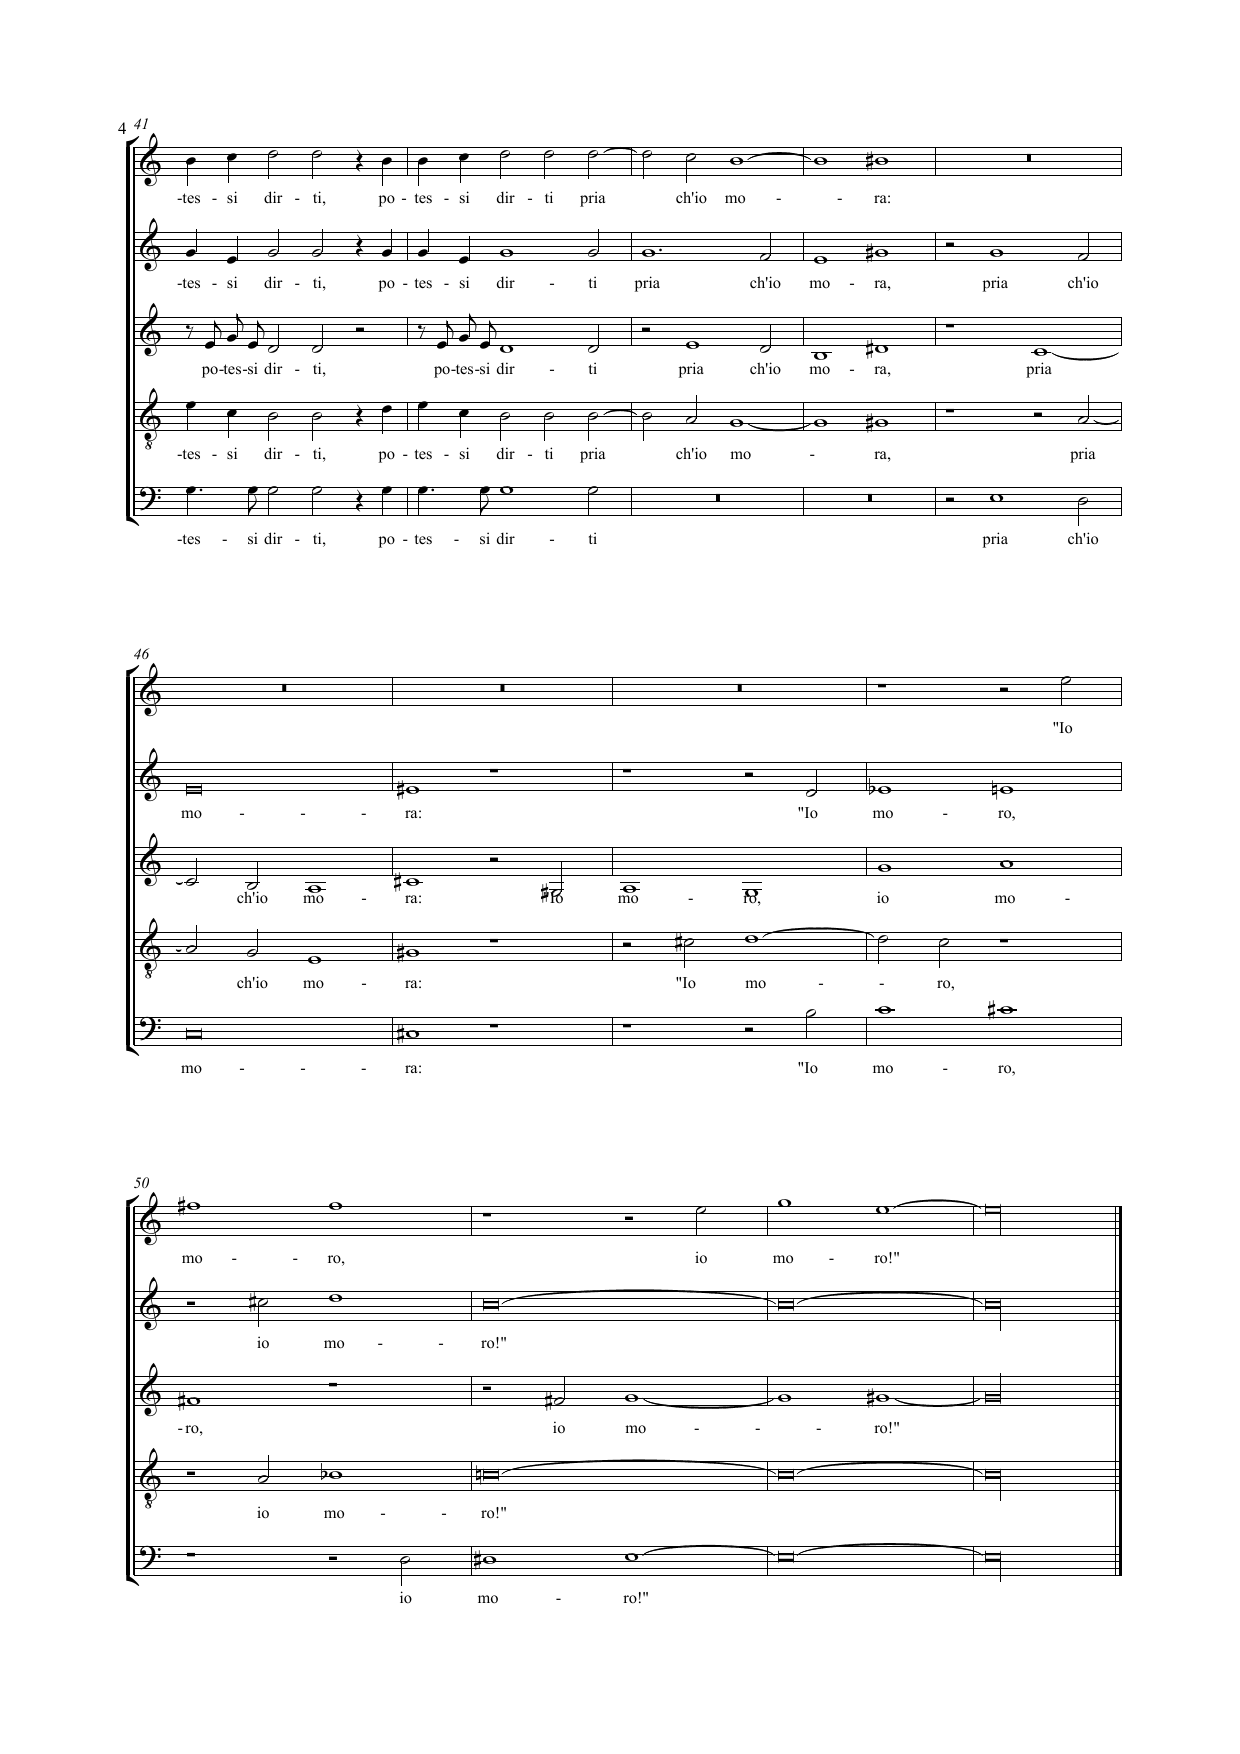 4 41
-tes - si dir - ti, po - tes - si dir - ti pria ch'io mo - - ra:
-tes - si dir - ti, po - tes - si dir - ti pria ch'io mo - ra, pria ch'io
po-tes-si dir - ti, po-tes-si dir - ti pria ch'io mo - ra, pria
-tes - si dir - ti, po - tes - si dir - ti pria ch'io mo - ra, pria
-tes - si dir - ti, po - tes - si dir - ti pria ch'io
46
"Io
mo - - - ra: "Io mo - ro,
ch'io mo - ra: "Io mo - ro, io mo -
ch'io mo - ra: "Io mo - - ro,
mo - - - ra: "Io mo - ro,
50
mo - - ro, io mo - ro!"
io mo - - ro!"
-ro, io mo - - - ro!"
io mo - - ro!"
io mo - ro!"